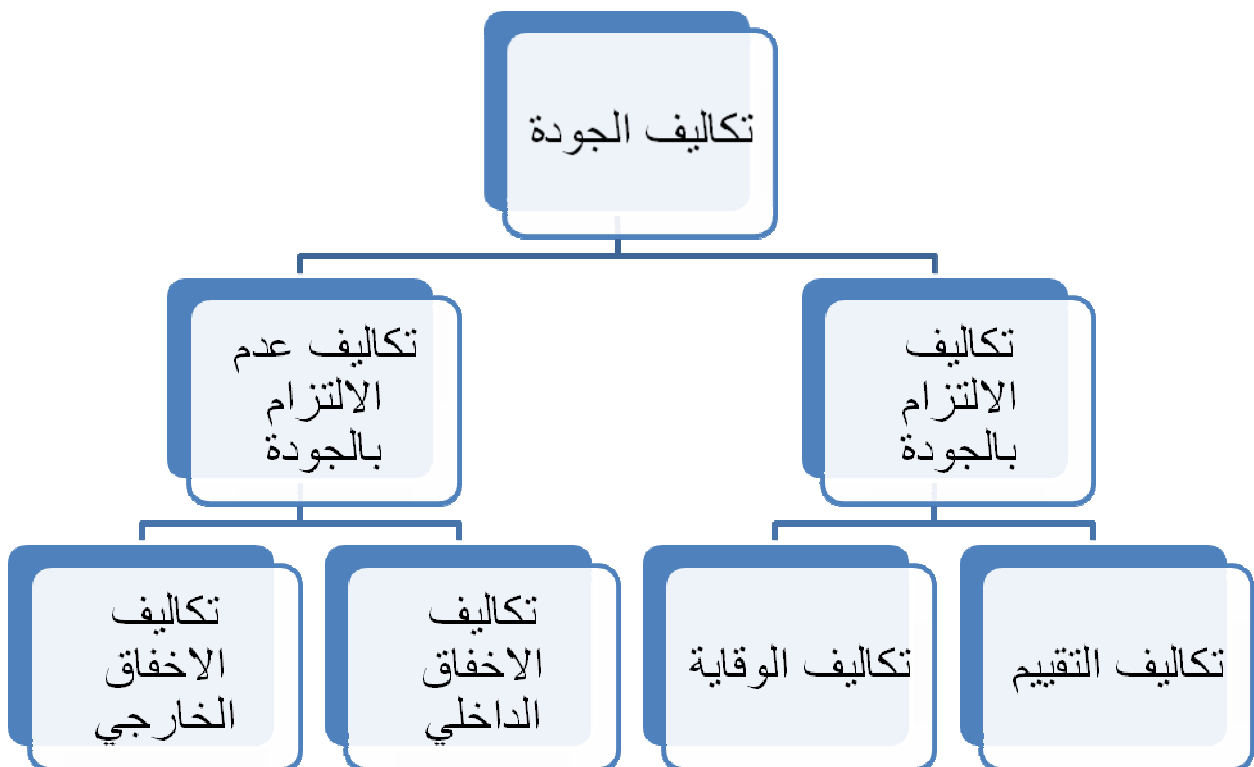 تكاليف الجودة
تكاليف
الالتزام
بالجودة
تكاليف عدم
الالتزام
بالجودة
تكاليف التقييم
تكاليف الوقاية
تكاليف
الاخفاق
الداخلي
تكاليف
الاخفاق
الخارجي